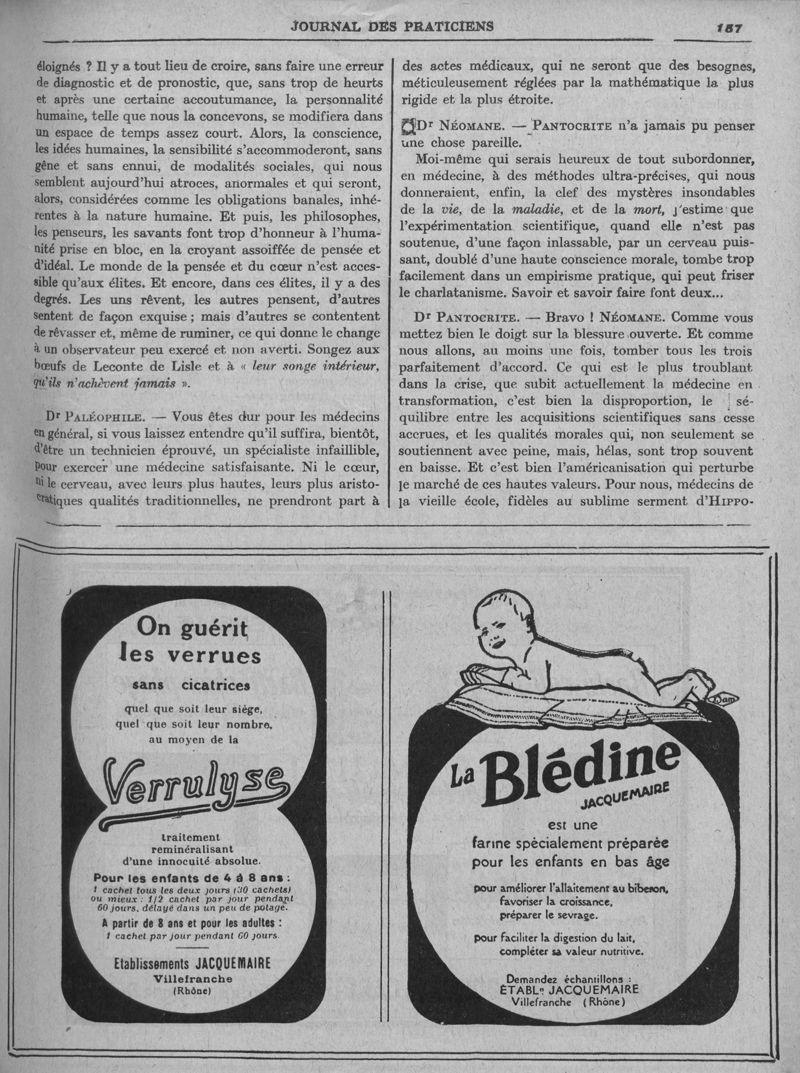 JOURNAL DES PRATICIENS
157
éloignés ? Il y a tout lieu de croire, sans faire une erreur
de diagnostic et de pronostic, que, sans trop de heurts
et après une certaine accoutumance, la personnalité
humaine, telle que nous la concevons, se modifiera dans
un espace de temps assez court. Alors, la conscience,
les idées humaines, la sensibilité s'accommoderont, sans
gêne et sans ennui, de modalités sociales, qui nous
semblent aujourd'hui atroces, anormales et qui seront,
alors, considérées comme les obligations banales, inhé-
rentes à la nature humaine. Et puis, les philosophes,
les penseurs, les savants font trop d'honneur à l'huma-
nité prise en bloc, en la croyant assoiffée de pensée et
d'idéal. Le monde de la pensée et du cœur n'est acces-
sible qu'aux élites. Et encore, dans ces élites, il y a des
degrés. Les uns rêvent, les autres pensent, d'autres
sentent de façon exquise ; mais d'autres se contentent
de rêvasser et, même de ruminer, ce qui donne le change
à un observateur peu exercé et non averti. Songez aux
bœufs de Leconte de Lisle et à « leur songe intérieur,
qu'ils n'achèvent jamais ».
Dr PALÉOPHILE. — Vous êtes dur pour les médecins
en général, si vous laissez entendre qu'il suffira, bientôt,
d'être un technicien éprouvé, un spécialiste infaillible,
pour exercer une médecine satisfaisante. Ni le cœur,
ni le cerveau, avec leurs plus hautes, leurs plus aristo-
cratiques qualités traditionnelles, ne prendront part à
des actes médicaux, qui ne seront que des besognes,
méticuleusement réglées par la mathématique la plus
rigide et la plus étroite.
Dr NÉOMANE. — PANTOCRITE n'a jamais pu penser
une chose pareille.
Moi-même qui serais heureux de tout subordonner,
en médecine, à des méthodes ultra-précises, qui nous
donneraient, enfin, la clef des mystères insondables
de la vie, de la maladie, et de la mort, j'estime que
l'expérimentation scientifique, quand elle n'est pas
soutenue, d'une façon inlassable, par un cerveau puis-
sant, doublé d'une haute conscience morale, tombe trop
facilement dans un empirisme pratique, qui peut friser
le charlatanisme. Savoir et savoir faire font deux...
Dr PANTOCRITE. — Bravo ! NÉOMANE. Comme vous
mettez bien le doigt sur la blessure ouverte. Et comme
nous allons, au moins une fois, tomber tous les trois
parfaitement d'accord. Ce qui est le plus troublant
dans la crise, que subit actuellement la médecine en
transformation, c'est bien la disproportion, le sé-
quilibre entre les acquisitions scientifiques sans cesse
accrues, et les qualités morales qui, non seulement se
soutiennent avec peine, mais, hélas, sont trop souvent
en baisse. Et c'est bien l'américanisation qui perturbe
le marché de ces hautes valeurs. Pour nous, médecins de
la vieille école, fidèles au sublime serment d'HIPPO-
On guérit
les verrues
sans cicatrices
quel que soit leur siège,
quel que soit leur nombre,
au moyen de la
Verrulyse
traitement
reminéralisant
d'une innocuité absolue.
Pour les enfants de 4 à 8 ans :
1 cachet tous les deux jours (30 cachets)
ou mieux : 1/2 cachet par jour pendant
60 jours, délayé dans un peu de potage.
A partir de 8 ans et pour les adultes :
1 cachet par jour pendant 60 jours.
Etablissements JACQUEMAIRE
Villefranche
(Rhône)
Dam
La Blédine
JACQUEMAIRE
est une
farine spécialement préparée
pour les enfants en bas âge
pour améliorer l'allaitement au biberon,
favoriser la croissance,
préparer le sevrage.
pour faciliter la digestion du lait,
compléter sa valeur nutritive.
Demandez échantillons :
ÉTABLts JACQUEMAIRE
Villefranche (Rhône)